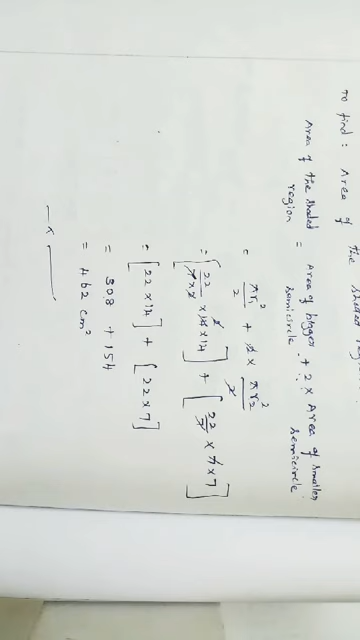 To find : Area of the shaded
Area of the shaded region = Area of bigger semicircle + 2 × Area of smaller semicircle
= πr₁²/2 + 2 × πr₂²/2
= [22/7×2 × 14 × 14] + [22/7 × 7 × 7]
= [22 × 14] + [22 × 7]
= 308 + 154
= 462 cm²
— x —